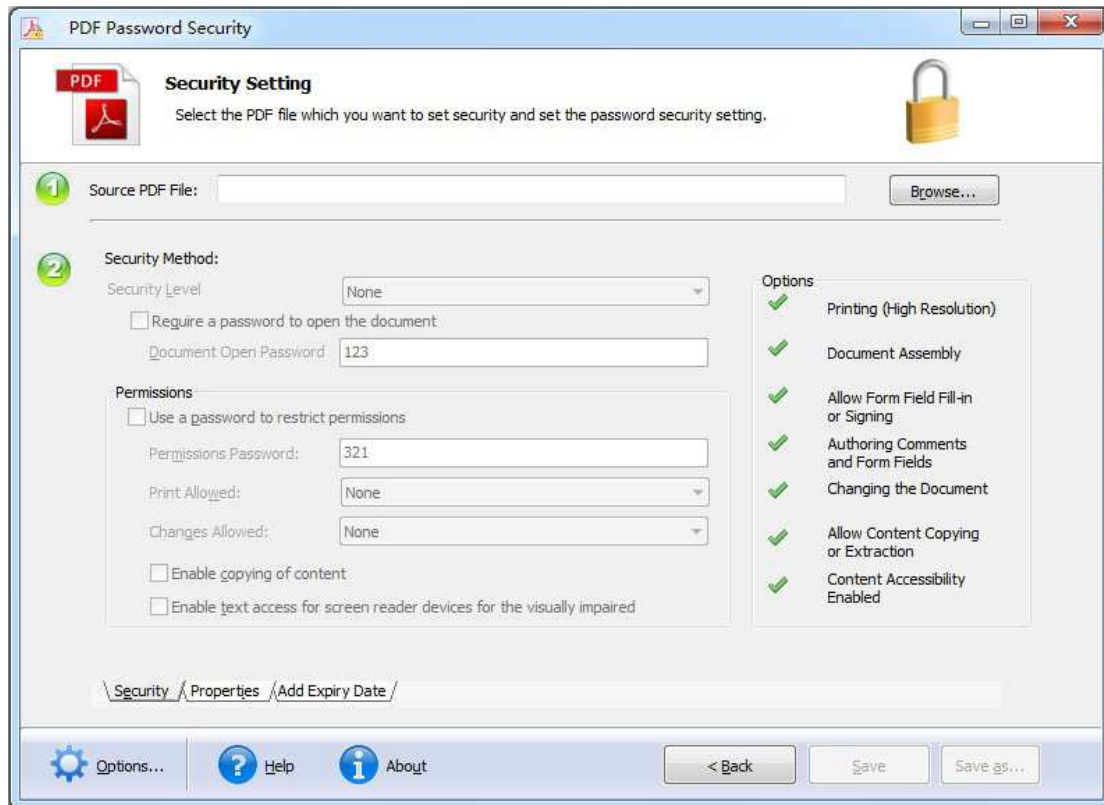 PDF Password Security
PDF
Security Setting
Select the PDF file which you want to set security and set the password security setting.
1
Source PDF File:
Browse...
2
Security Method:
Security Level
None
Require a password to open the document
Document Open Password
123
Permissions
Use a password to restrict permissions
Permissions Password:
321
Print Allowed:
None
Changes Allowed:
None
Enable copying of content
Enable text access for screen reader devices for the visually impaired
Options
Printing (High Resolution)
Document Assembly
Allow Form Field Fill-in
or Signing
Authoring Comments
and Form Fields
Changing the Document
Allow Content Copying
or Extraction
Content Accessibility
Enabled
Security
Properties
Add Expiry Date
Options...
Help
About
< Back
Save
Save as...